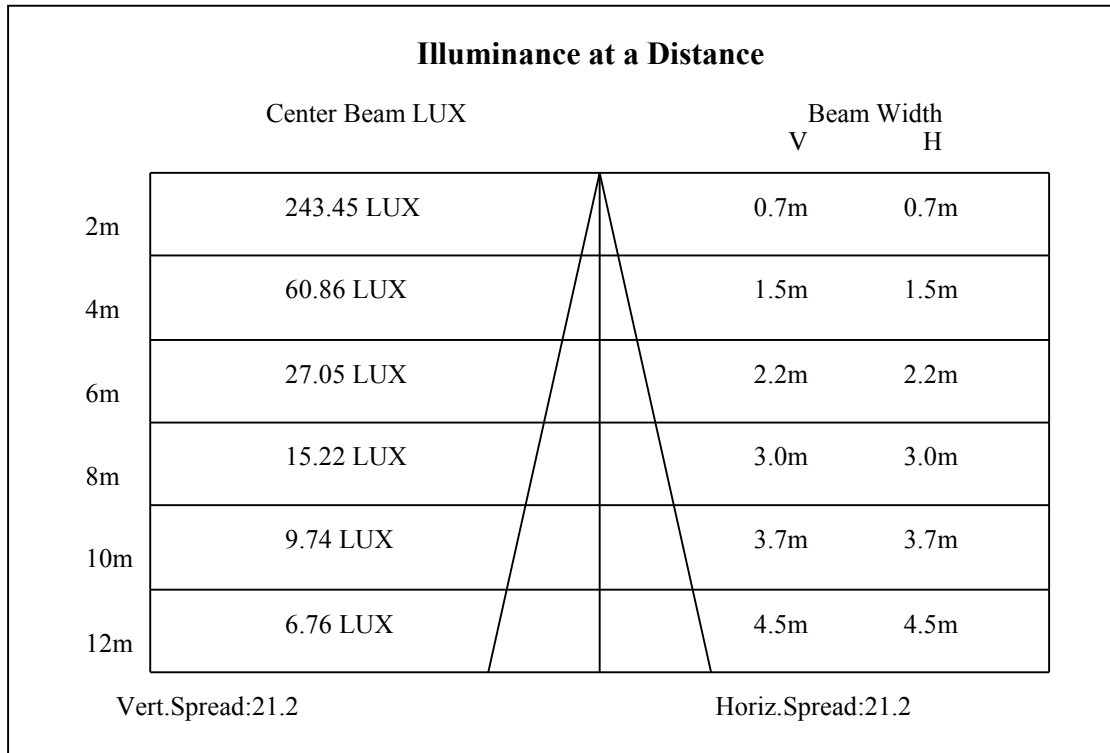 Illuminance at a Distance
Center Beam LUX Beam Width
V H
2m 243.45 LUX 0.7m 0.7m
4m 60.86 LUX 1.5m 1.5m
6m 27.05 LUX 2.2m 2.2m
8m 15.22 LUX 3.0m 3.0m
10m 9.74 LUX 3.7m 3.7m
12m 6.76 LUX 4.5m 4.5m
Vert.Spread:21.2 Horiz.Spread:21.2